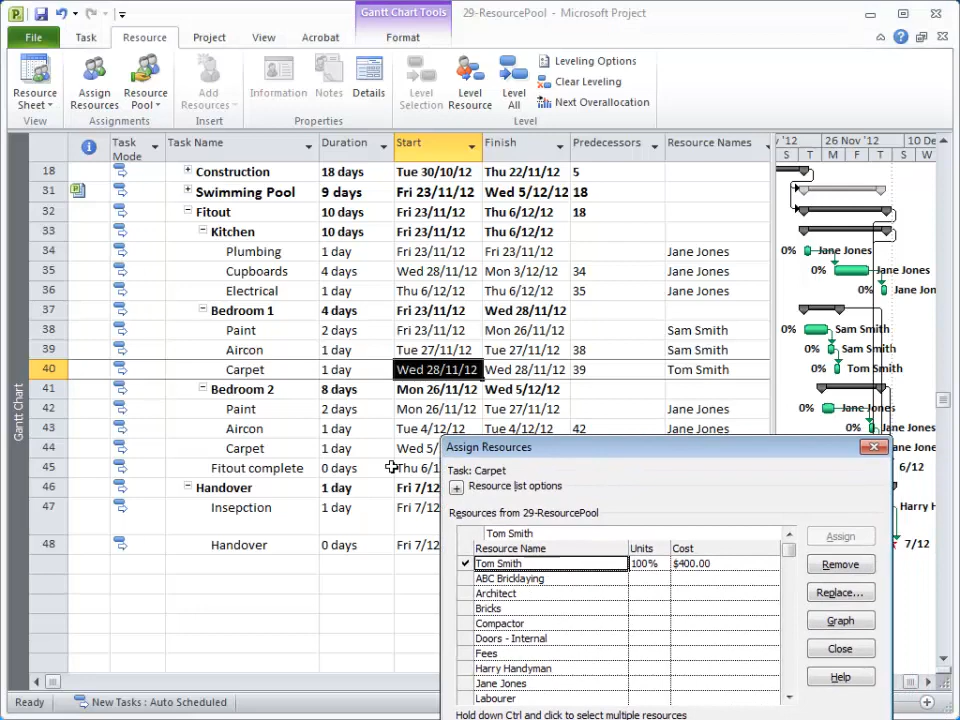 Gantt Chart Tools
29-ResourcePool - Microsoft Project
File Task Resource Project View Acrobat Format
Resource Sheet
Assign Resources
Resource Pool
Add Resources
Information
Notes
Details
Level Selection
Level Resource
Level All
Leveling Options
Clear Leveling
Next Overallocation
View Assignments Insert Properties Level
Task Mode Task Name Duration Start Finish Predecessors Resource Names
'12 26 Nov '12 10 De
S T M F T S W
18 Construction 18 days Tue 30/10/12 Thu 22/11/12 5
31 Swimming Pool 9 days Fri 23/11/12 Wed 5/12/12 18
32 Fitout 10 days Fri 23/11/12 Thu 6/12/12 18
33 Kitchen 10 days Fri 23/11/12 Thu 6/12/12
34 Plumbing 1 day Fri 23/11/12 Fri 23/11/12 Jane Jones 0% Jane Jones
35 Cupboards 4 days Wed 28/11/12 Mon 3/12/12 34 Jane Jones 0% Jane Jones
36 Electrical 1 day Thu 6/12/12 Thu 6/12/12 35 Jane Jones 0% Jane Jon
37 Bedroom 1 4 days Fri 23/11/12 Wed 28/11/12
38 Paint 2 days Fri 23/11/12 Mon 26/11/12 Sam Smith 0% Sam Smith
39 Aircon 1 day Tue 27/11/12 Tue 27/11/12 38 Sam Smith 0% Sam Smith
40 Carpet 1 day Wed 28/11/12 Wed 28/11/12 39 Tom Smith 0% Tom Smith
41 Bedroom 2 8 days Mon 26/11/12 Wed 5/12/12
42 Paint 2 days Mon 26/11/12 Tue 27/11/12 Jane Jones 0% Jane Jones
43 Aircon 1 day Tue 4/12/12 Tue 4/12/12 42 Jane Jones 0% Jane
44 Carpet 1 day Wed 5/ ane Jones
45 Fitout complete 0 days Thu 6/1 6/12
46 Handover 1 day Fri 7/12
47 Insepction 1 day Fri 7/12 Harry H
48 Handover 0 days Fri 7/12 7/12
Gantt Chart
Assign Resources
Task: Carpet
Resource list options
Resources from 29-ResourcePool
Tom Smith
Resource Name Units Cost
Tom Smith 100% $400.00
ABC Bricklaying
Architect
Bricks
Compactor
Doors - Internal
Fees
Harry Handyman
Jane Jones
Labourer
Assign
Remove
Replace...
Graph
Close
Help
Hold down Ctrl and click to select multiple resources
Ready New Tasks : Auto Scheduled